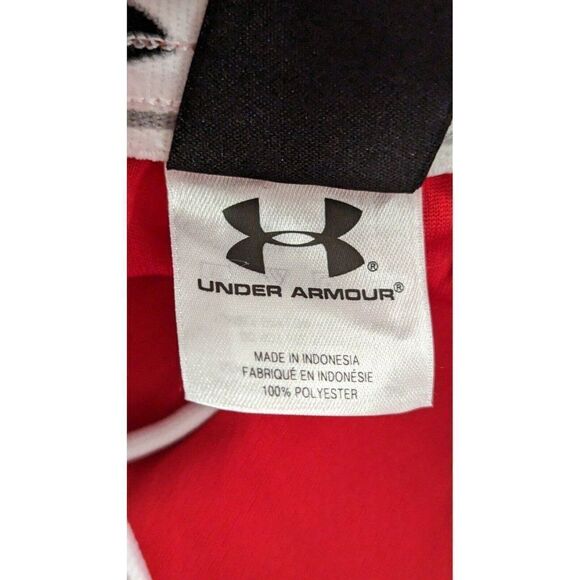 ®
UNDER ARMOUR®
MADE IN INDONESIA
FABRIQUÉ EN INDONÉSIE
100% POLYESTER